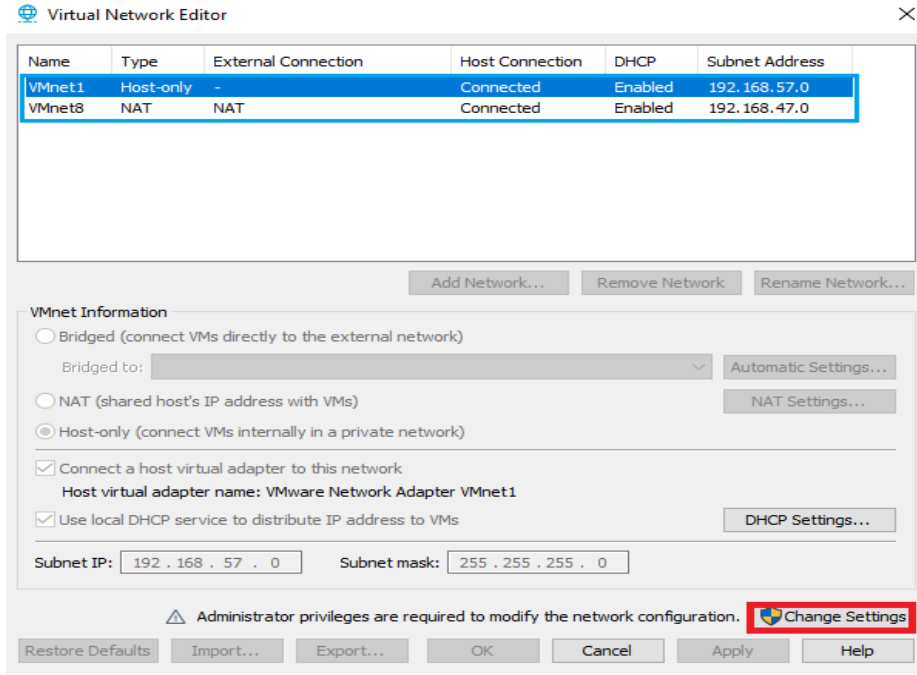 Virtual Network Editor
Name Type External Connection Host Connection DHCP Subnet Address
VMnet1 Host-only - Connected Enabled 192.168.57.0
VMnet8 NAT NAT Connected Enabled 192.168.47.0
Add Network... Remove Network Rename Network...
VMnet Information
Bridged (connect VMs directly to the external network)
Bridged to: Automatic Settings...
NAT (shared host's IP address with VMs) NAT Settings...
Host-only (connect VMs internally in a private network)
Connect a host virtual adapter to this network
Host virtual adapter name: VMware Network Adapter VMnet1
Use local DHCP service to distribute IP address to VMs DHCP Settings...
Subnet IP: 192 . 168 . 57 . 0 Subnet mask: 255 . 255 . 255 . 0
Administrator privileges are required to modify the network configuration. Change Settings
Restore Defaults Import... Export... OK Cancel Apply Help